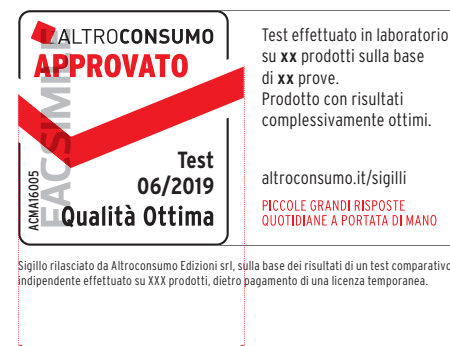 ALTROCONSUMO
APPROVATO
FACSIMILE
ACMA16005
Test
06/2019
Qualità Ottima
Test effettuato in laboratorio
su xx prodotti sulla base
di xx prove.
Prodotto con risultati
complessivamente ottimi.
altroconsumo.it/sigilli
PICCOLE GRANDI RISPOSTE
QUOTIDIANE A PORTATA DI MANO
Sigillo rilasciato da Altroconsumo Edizioni srl, sulla base dei risultati di un test comparativo
indipendente effettuato su XXX prodotti, dietro pagamento di una licenza temporanea.